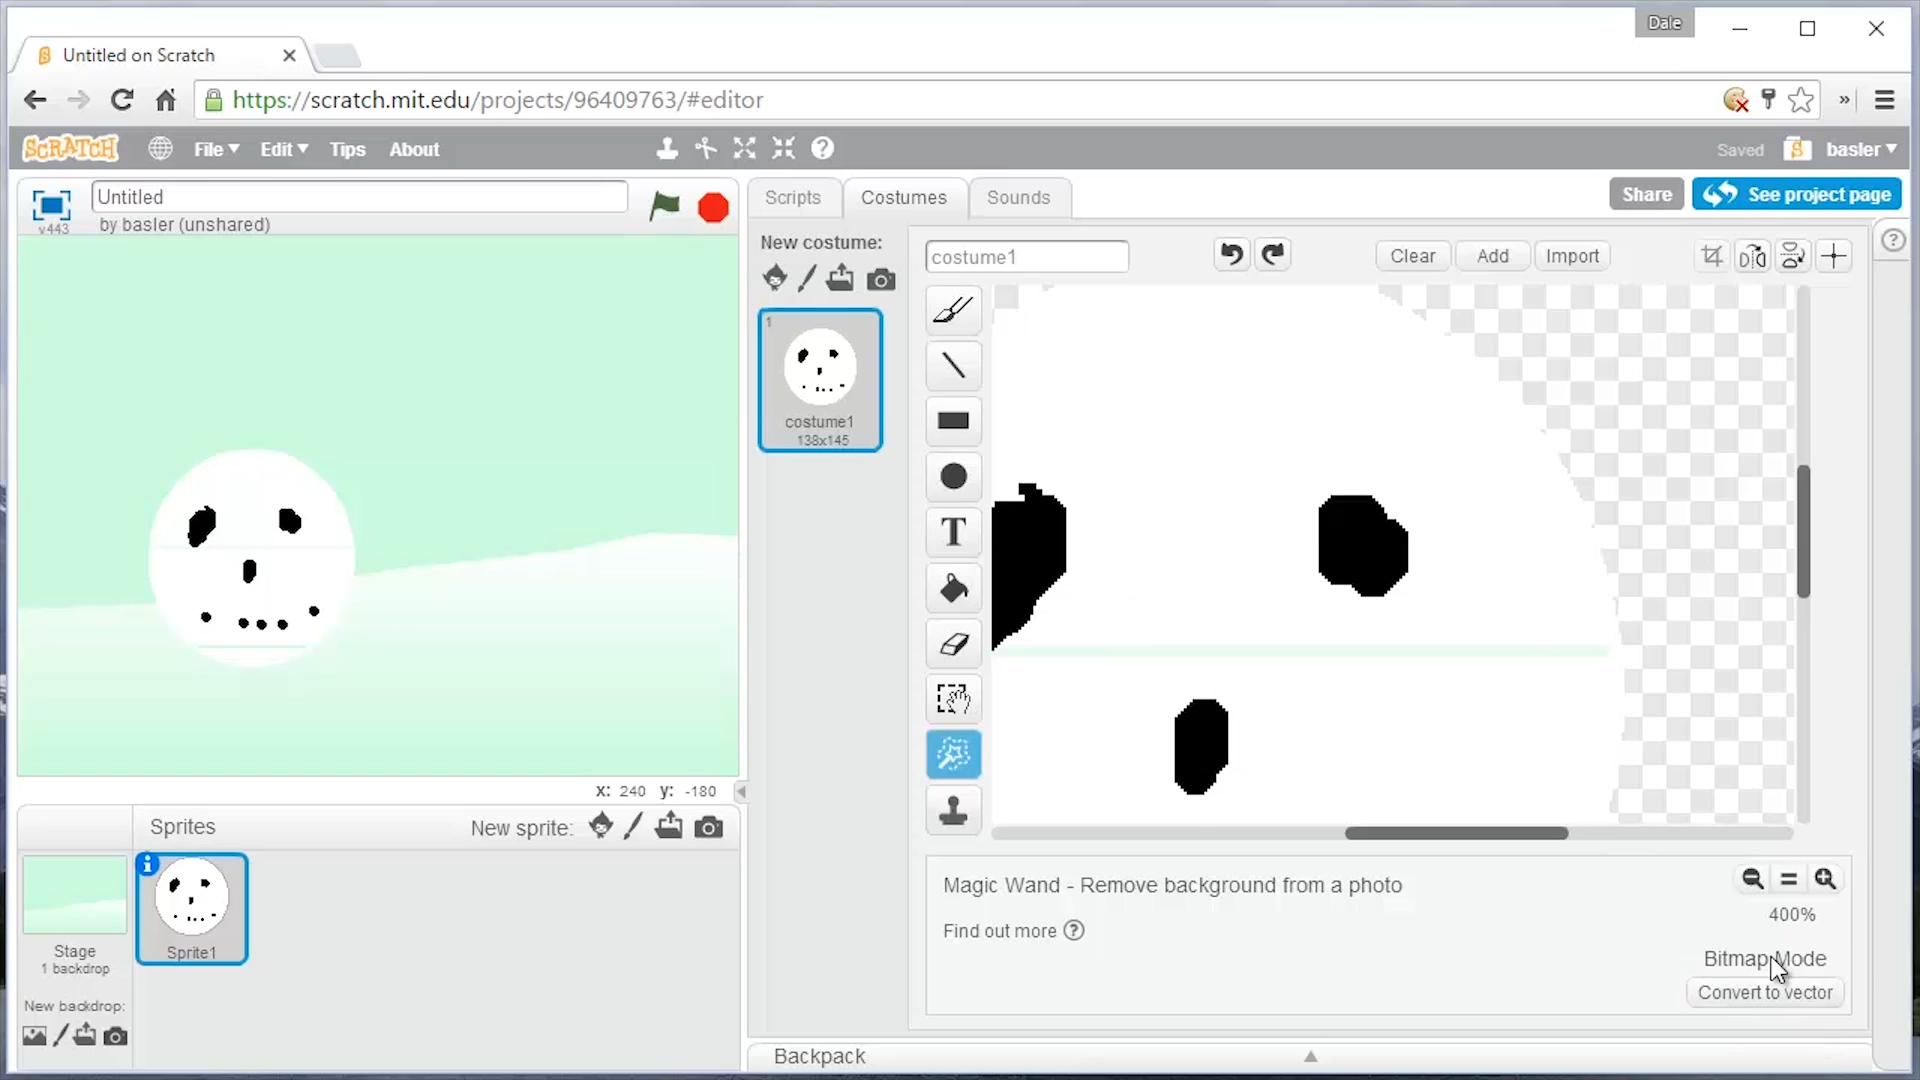 Dale
Untitled on Scratch
https://scratch.mit.edu/projects/96409763/#editor
»
SCRATCH
File Edit Tips About
Saved
basler
Untitled
v443
by basler (unshared)
Scripts
Costumes
Sounds
Share
See project page
New costume:
costume1
Clear
Add
Import
1
costume1
138x145
T
x: 240 y: -180
Sprites
New sprite:
Magic Wand - Remove background from a photo
Find out more ?
400%
Bitmap Mode
Convert to vector
Stage
1 backdrop
Sprite1
New backdrop:
Backpack